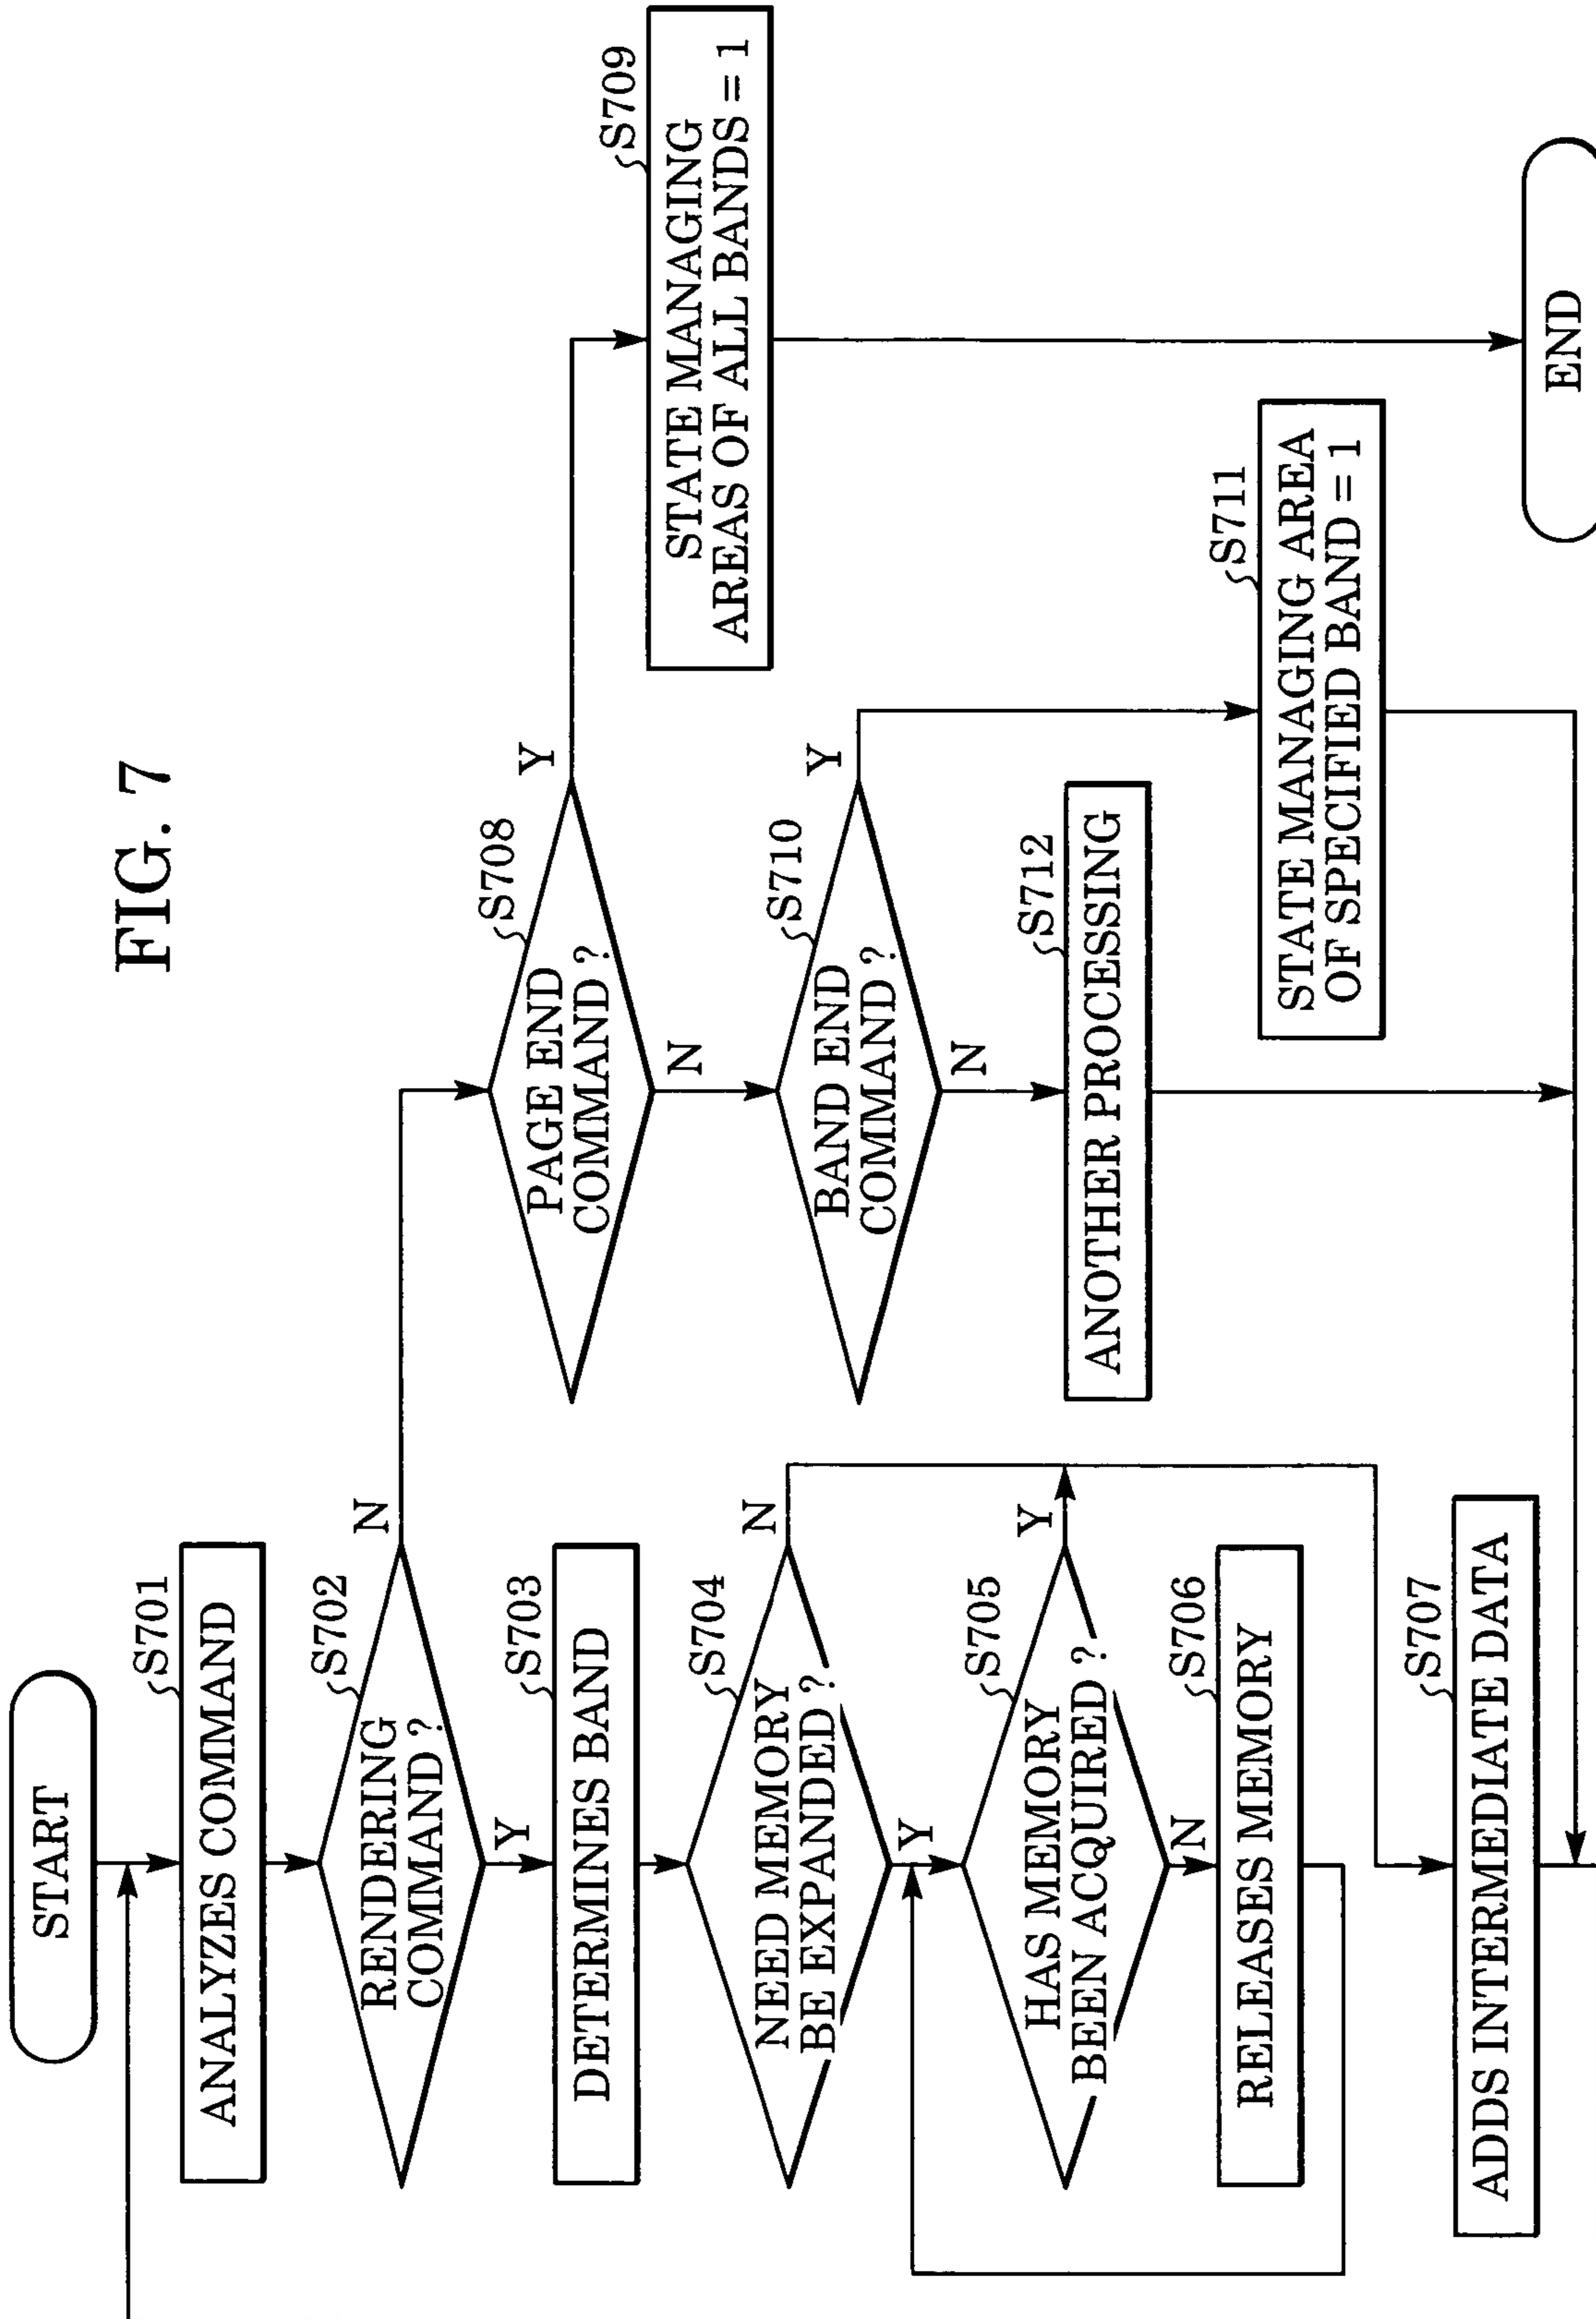 FIG. 7
START
S701
ANALYZES COMMAND
S702
RENDERING
COMMAND ?
N
Y
S703
DETERMINES BAND
S704
NEED MEMORY
BE EXPANDED ?
N
Y
S705
HAS MEMORY
BEEN ACQUIRED ?
Y
N
S706
RELEASES MEMORY
S707
ADDS INTERMEDIATE DATA
S708
PAGE END
COMMAND ?
Y
N
S709
STATE MANAGING
AREAS OF ALL BANDS = 1
S710
BAND END
COMMAND ?
Y
N
S711
STATE MANAGING AREA
OF SPECIFIED BAND = 1
S712
ANOTHER PROCESSING
END